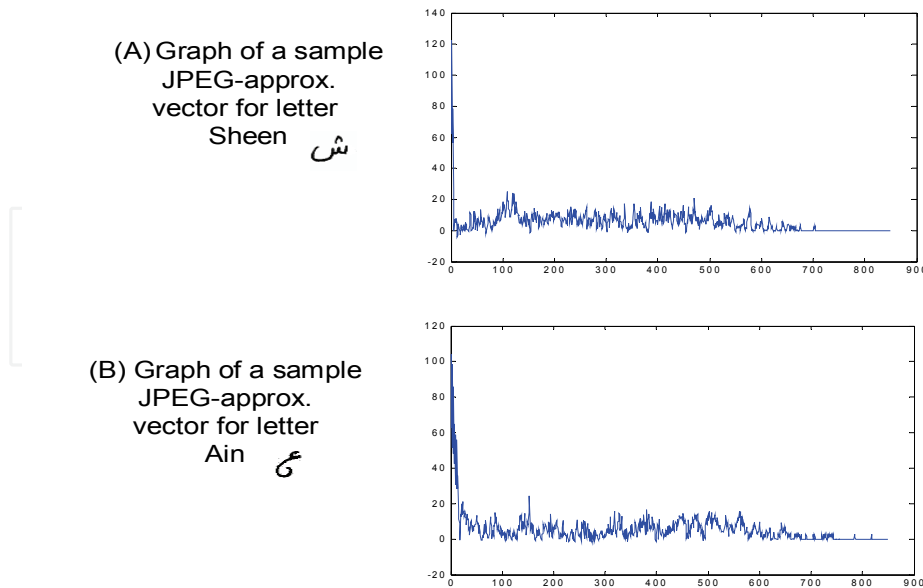 (A) Graph of a sample
JPEG-approx.
vector for letter
Sheen ش
140
120
100
80
60
40
20
0
-20
0 100 200 300 400 500 600 700 800 900
(B) Graph of a sample
JPEG-approx.
vector for letter
Ain ع
120
100
80
60
40
20
0
-20
0 100 200 300 400 500 600 700 800 900